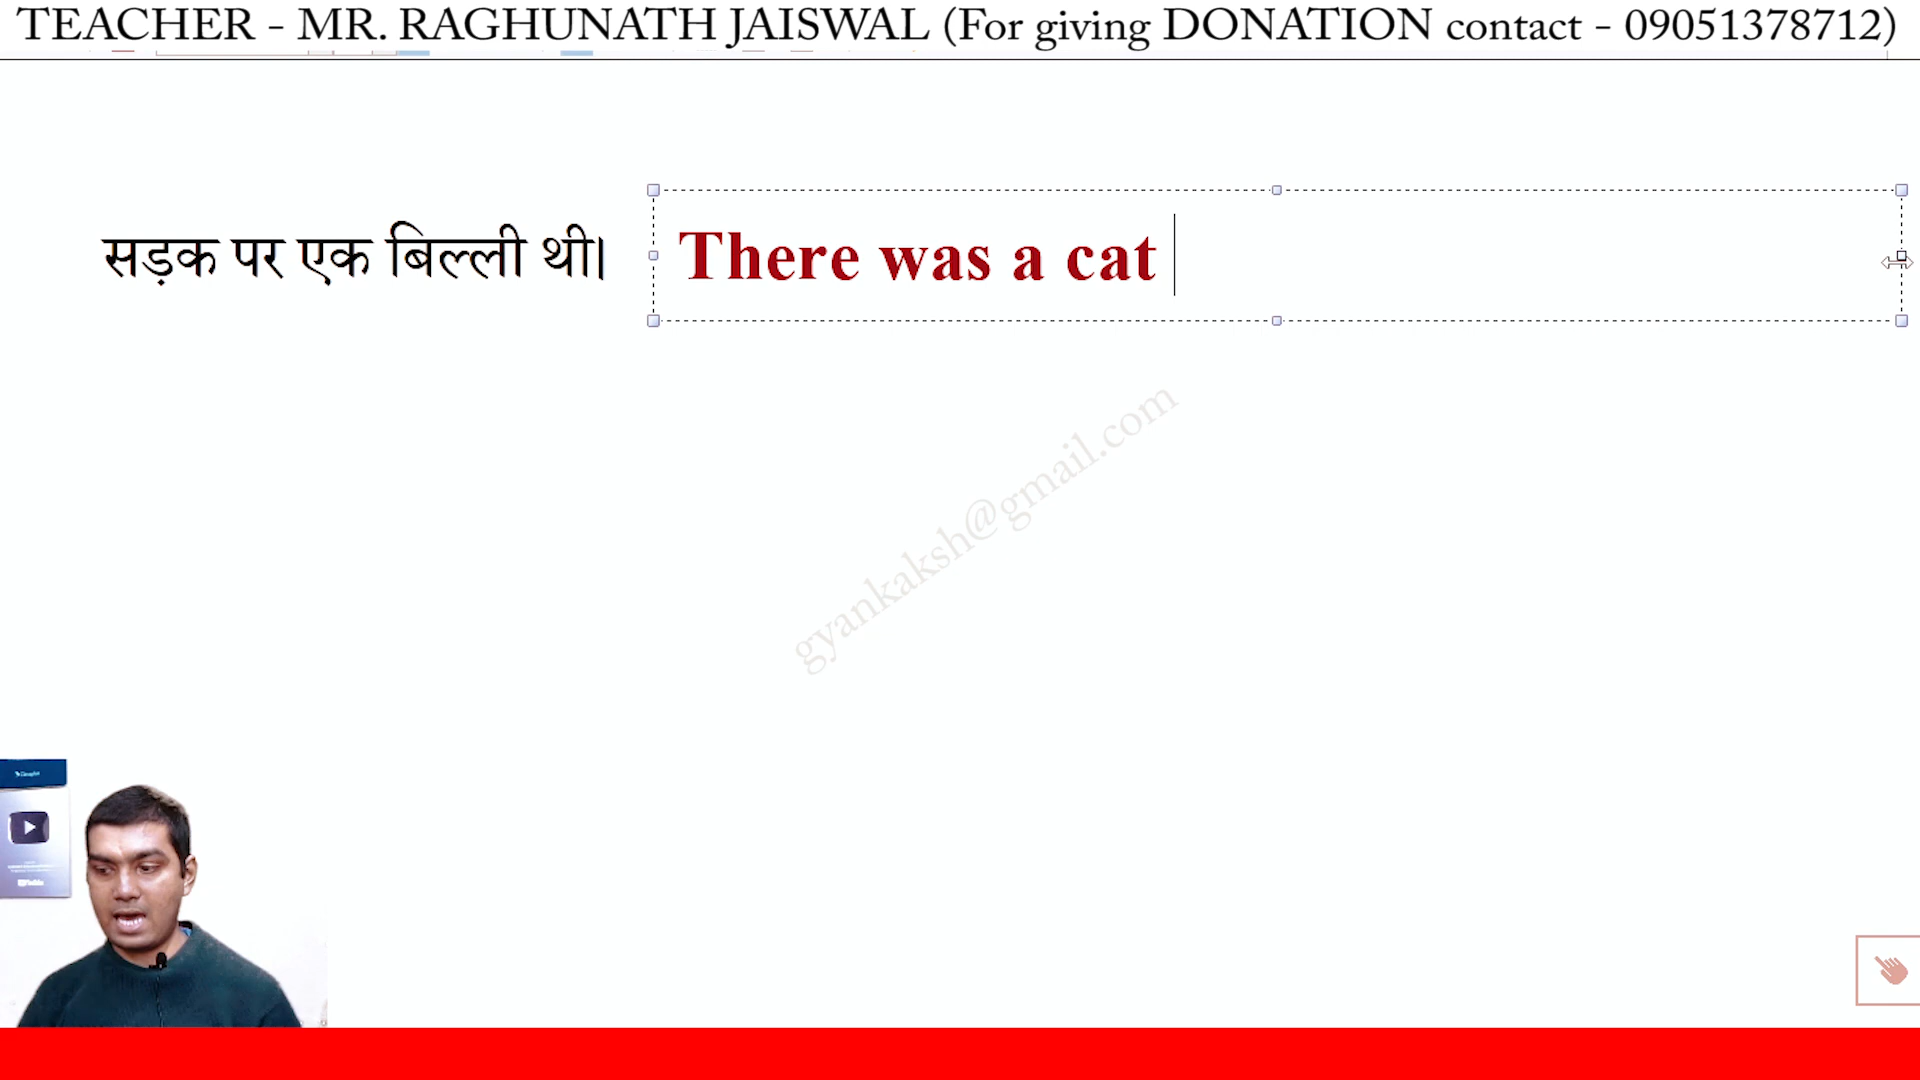 TEACHER - MR. RAGHUNATH JAISWAL (For giving DONATION contact - 09051378712)
सड़क पर एक बिल्ली थी। There was a cat
gyankaksh@gmail.com